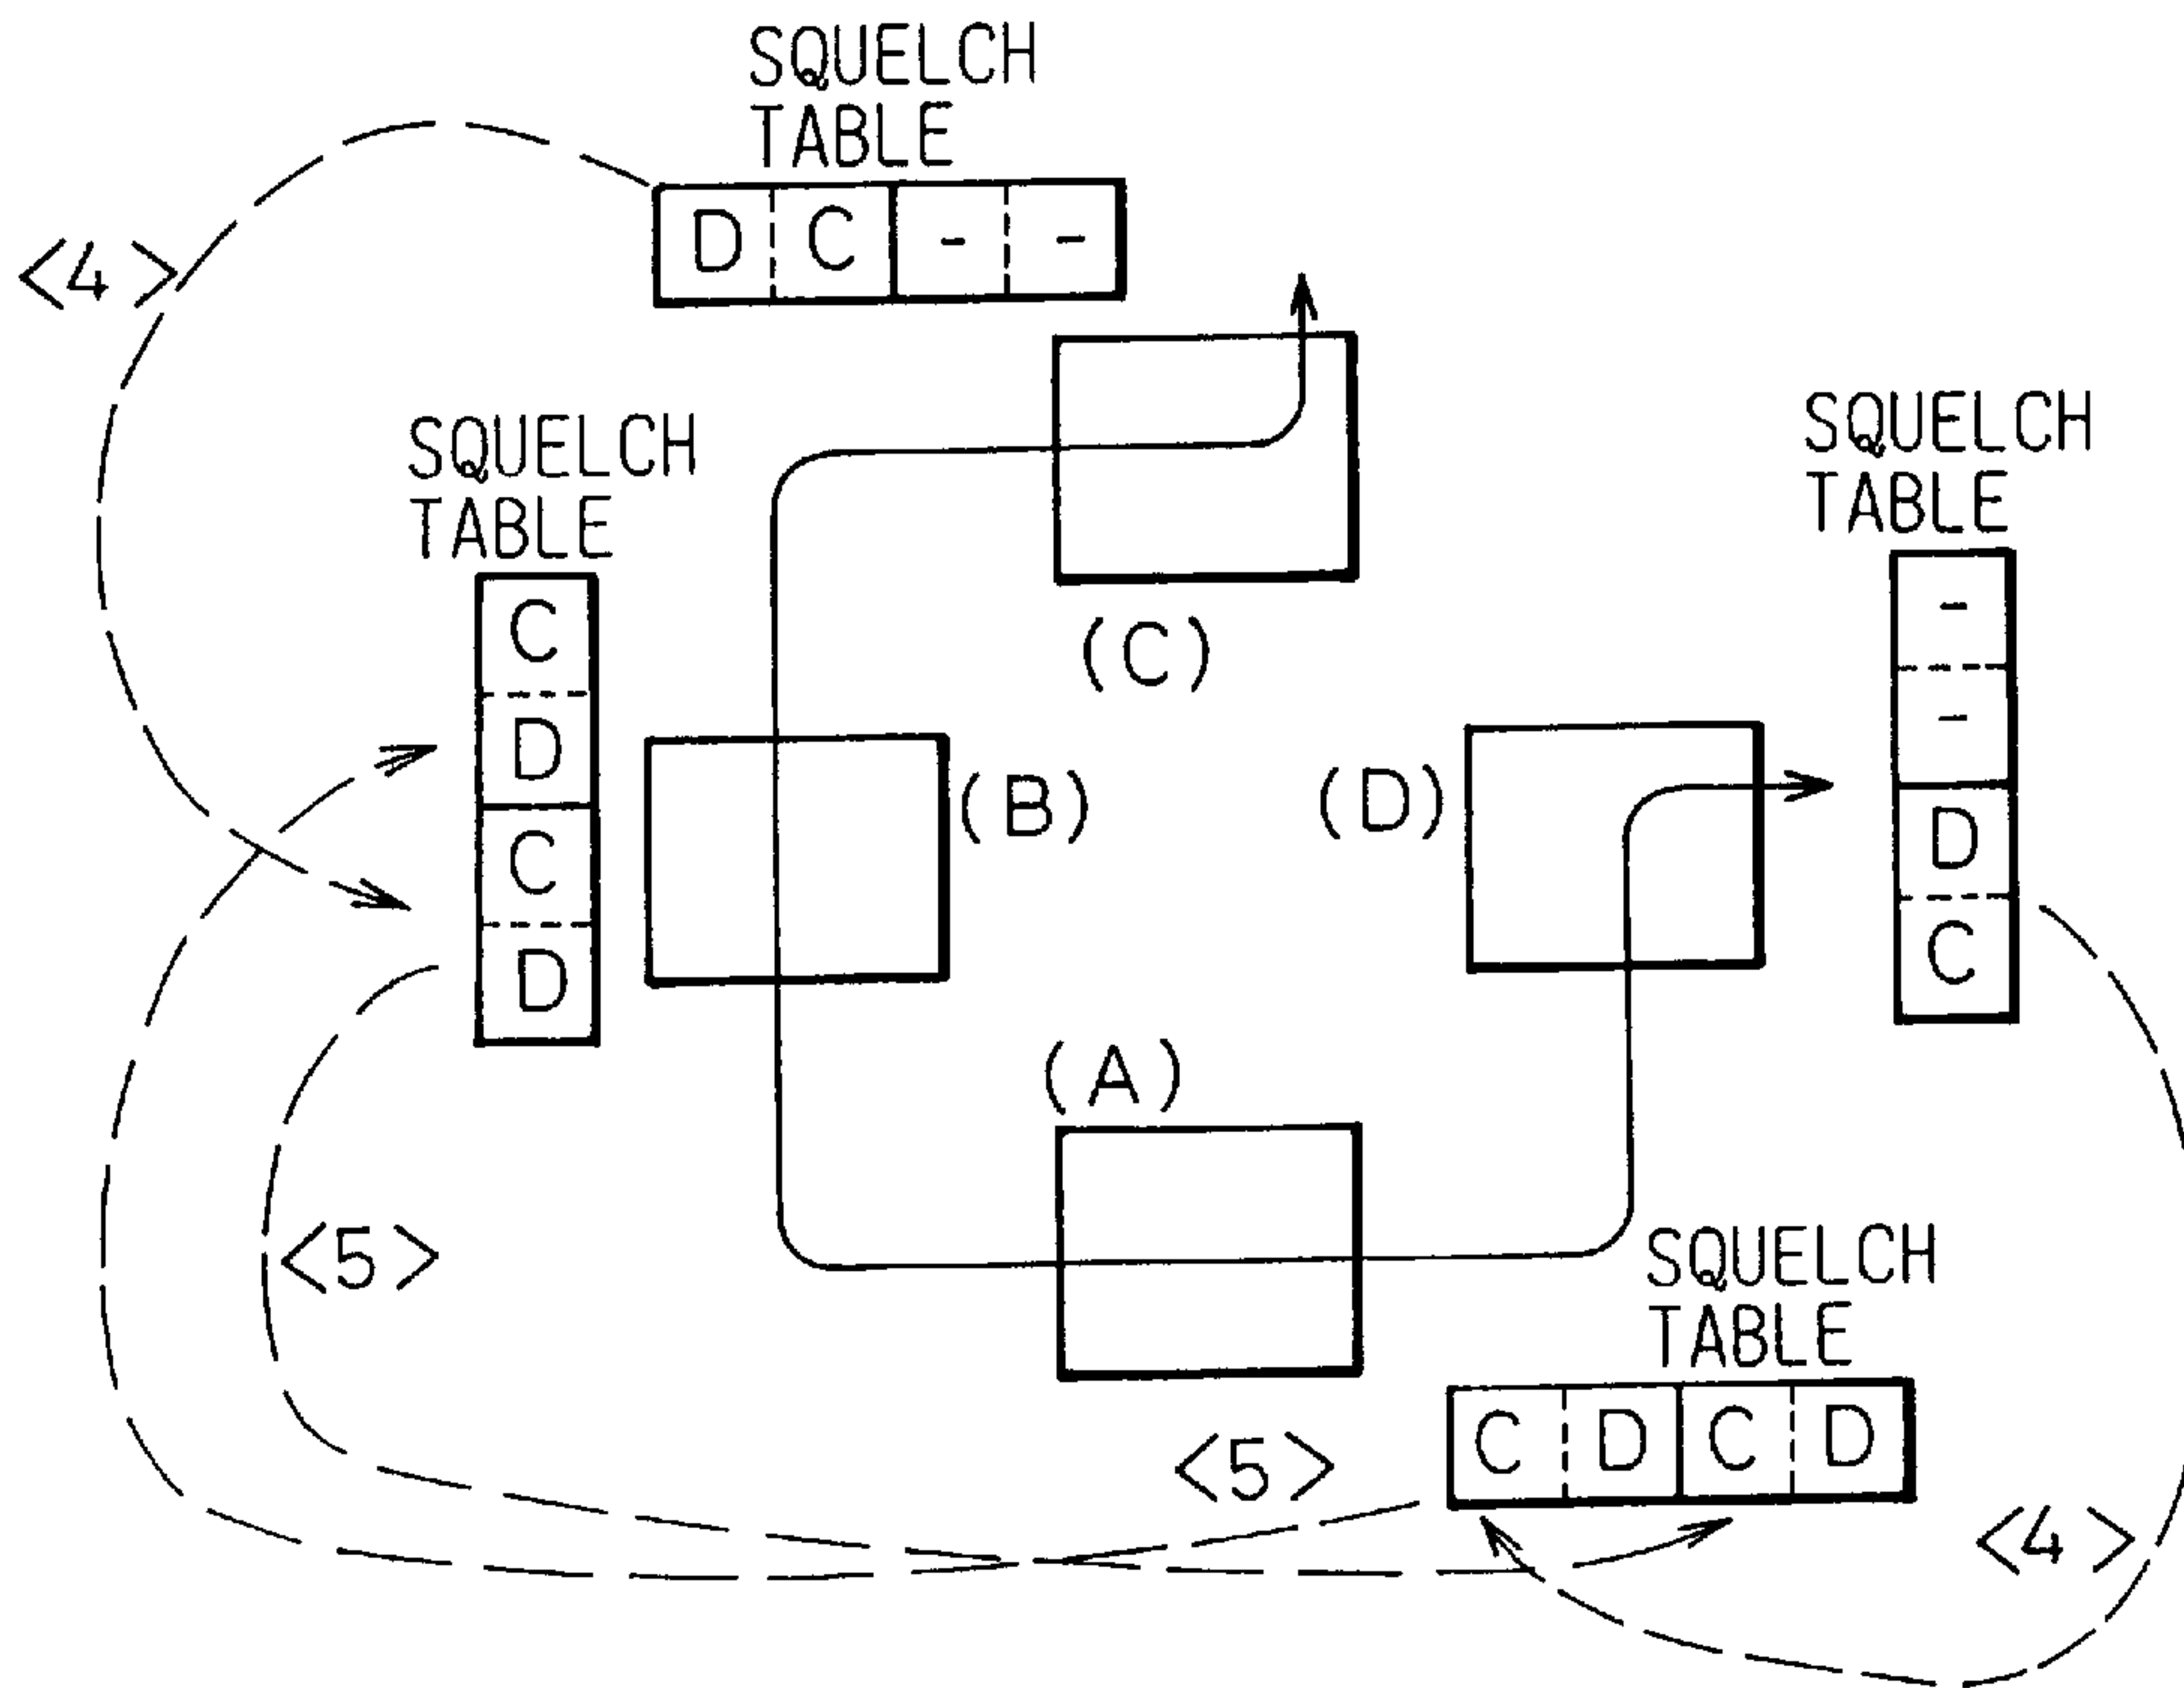 SQUELCH
TABLE
D C - -
<4>
SQUELCH
TABLE
C
D
C
D
(C)
SQUELCH
TABLE
-
-
D
C
(B)
(D)
(A)
<5>
SQUELCH
TABLE
C D C D
<5>
<4>